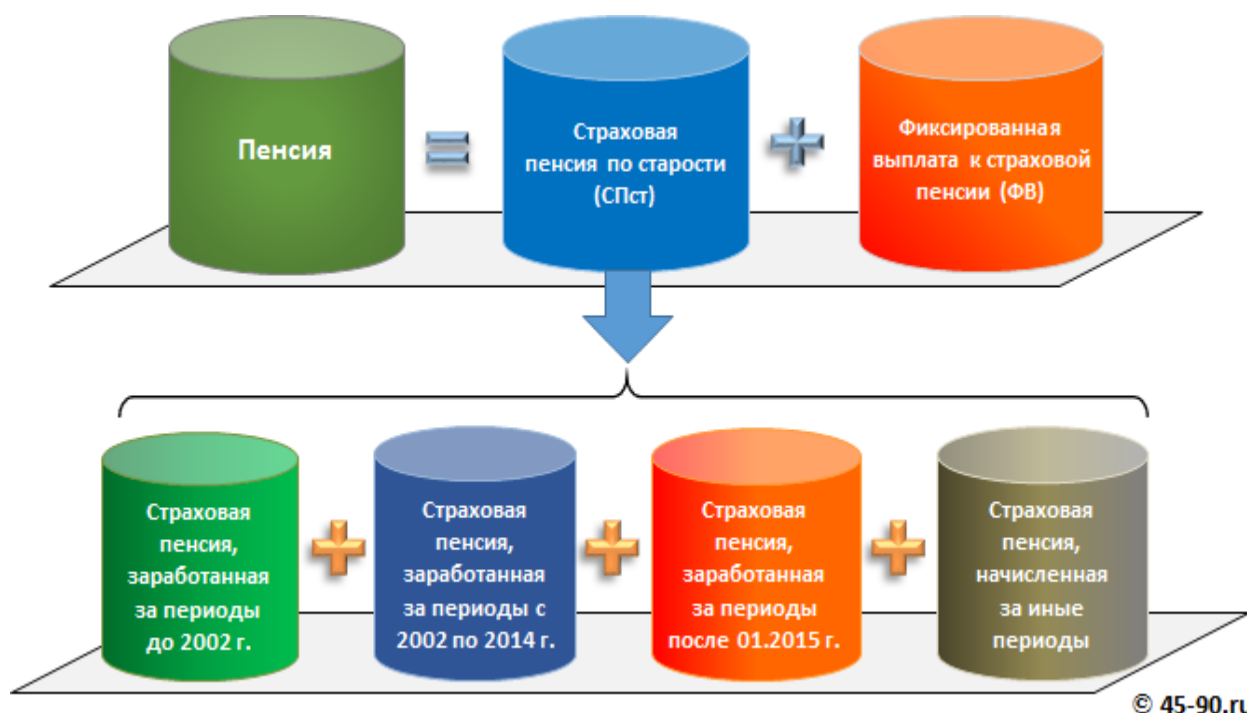 Пенсия
Страховая
пенсия по старости
(СПст)
Фиксированная
выплата к страховой
пенсии (ФВ)
Страховая
пенсия,
заработанная
за периоды
до 2002 г.
Страховая
пенсия,
заработанная
за периоды с
2002 по 2014 г.
Страховая
пенсия,
заработанная
за периоды
после 01.2015 г.
Страховая
пенсия,
начисленная
за иные
периоды
© 45-90.ru